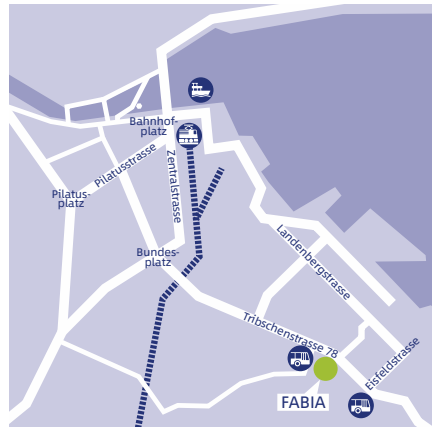 Bahnhof-
platz
Pilatusstrasse
Zentralstrasse
Pilatus-
platz
Bundes-
platz
Landenbergstrasse
Tribschenstrasse 78
Eisfeldstrasse
FABIA